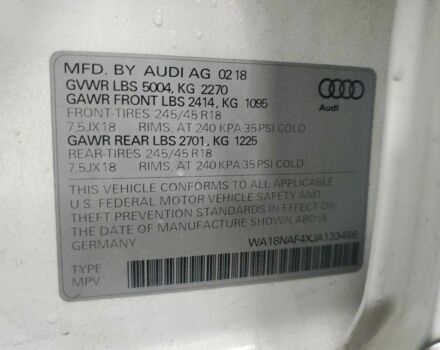 MFD. BY AUDI AG 02 18
GVWR LBS 5004, KG 2270
GAWR FRONT LBS 2414, KG 1095
FRONT-TIRES 245/45 R18
7,5JX18 RIMS, AT 240 KPA 35 PSI COLD
GAWR REAR LBS 2701, KG 1225
REAR-TIRES 245/45 R18
7,5JX18 RIMS, AT 240 KPA 35 PSI COLD
Audi
THIS VEHICLE CONFORMS TO ALL APPLICABLE
U.S FEDERAL MOTOR VEHICLE SAFETY AND
THEFT PREVENTION STANDARDS IN EFFECT ON THE
DATE OF MANUFACTURE SHOWN ABOVE
GERMANY WA18NAF4XJA133488
TYPE
MPV